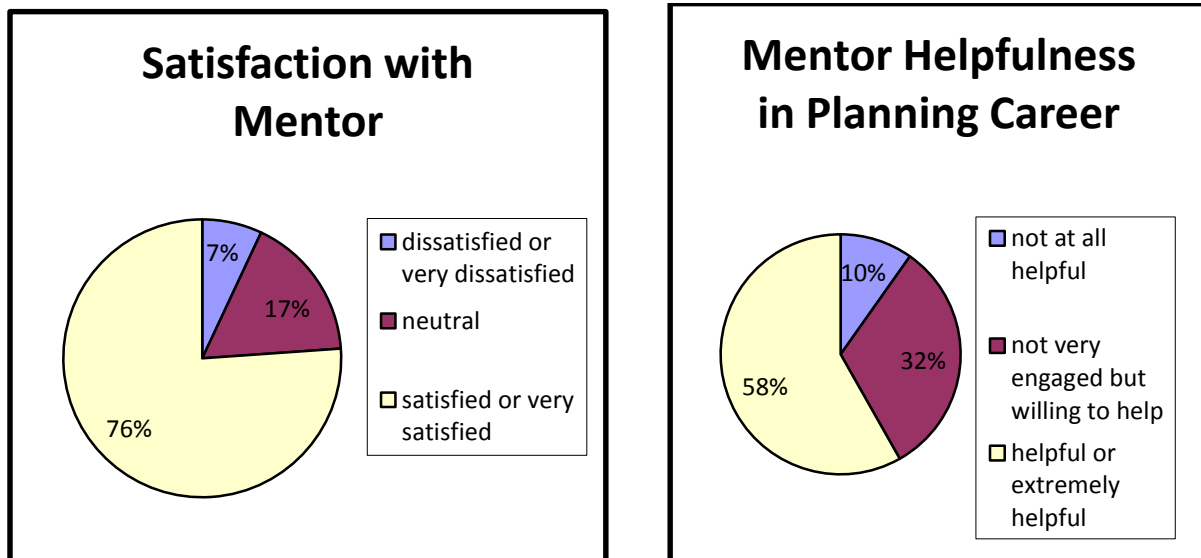 Satisfaction with
Mentor
7%
17%
76%
dissatisfied or
very dissatisfied
neutral
satisfied or very
satisfied
Mentor Helpfulness
in Planning Career
10%
32%
58%
not at all
helpful
not very
engaged but
willing to help
helpful or
extremely
helpful